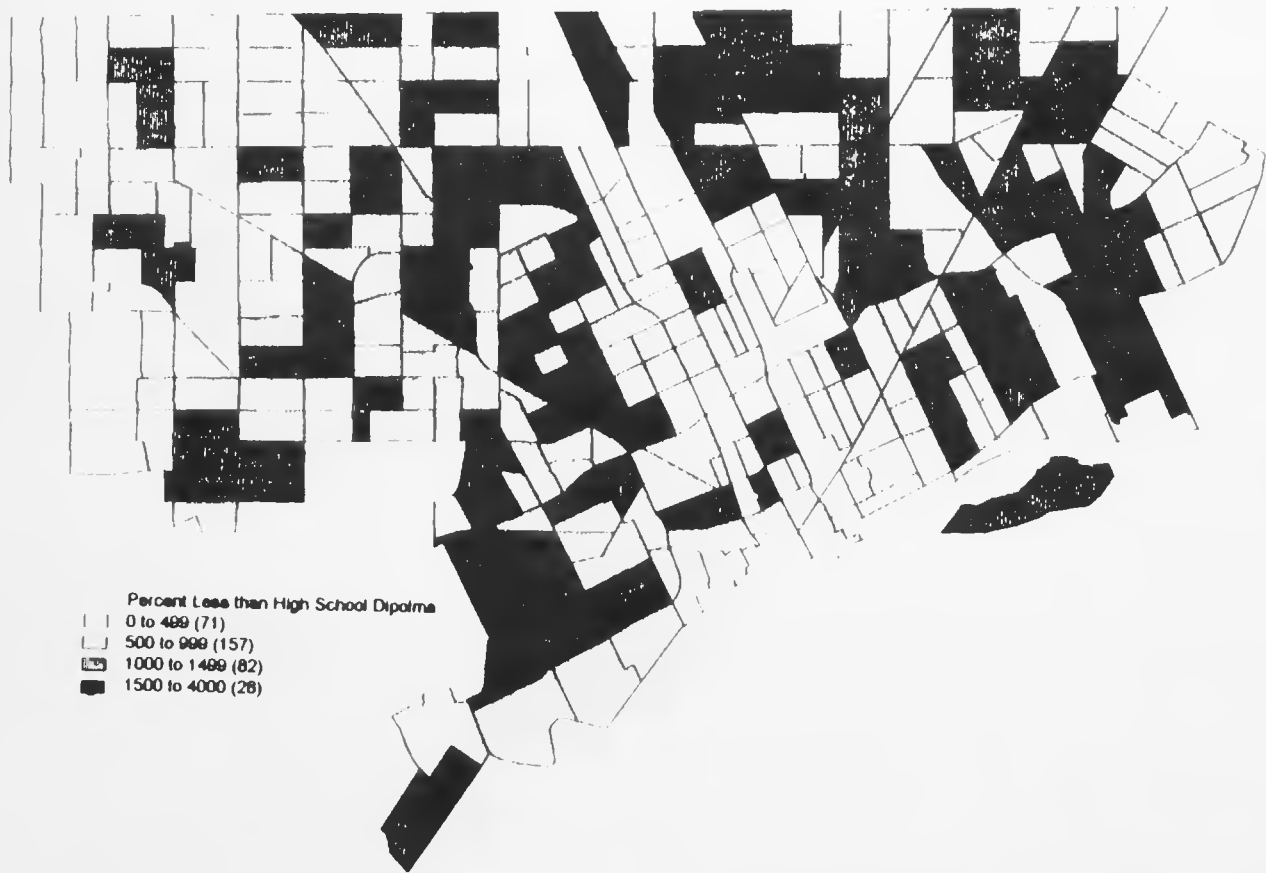 Percent Less than High School Dipolma
0 to 499 (71)
500 to 999 (157)
1000 to 1499 (82)
1500 to 4000 (28)